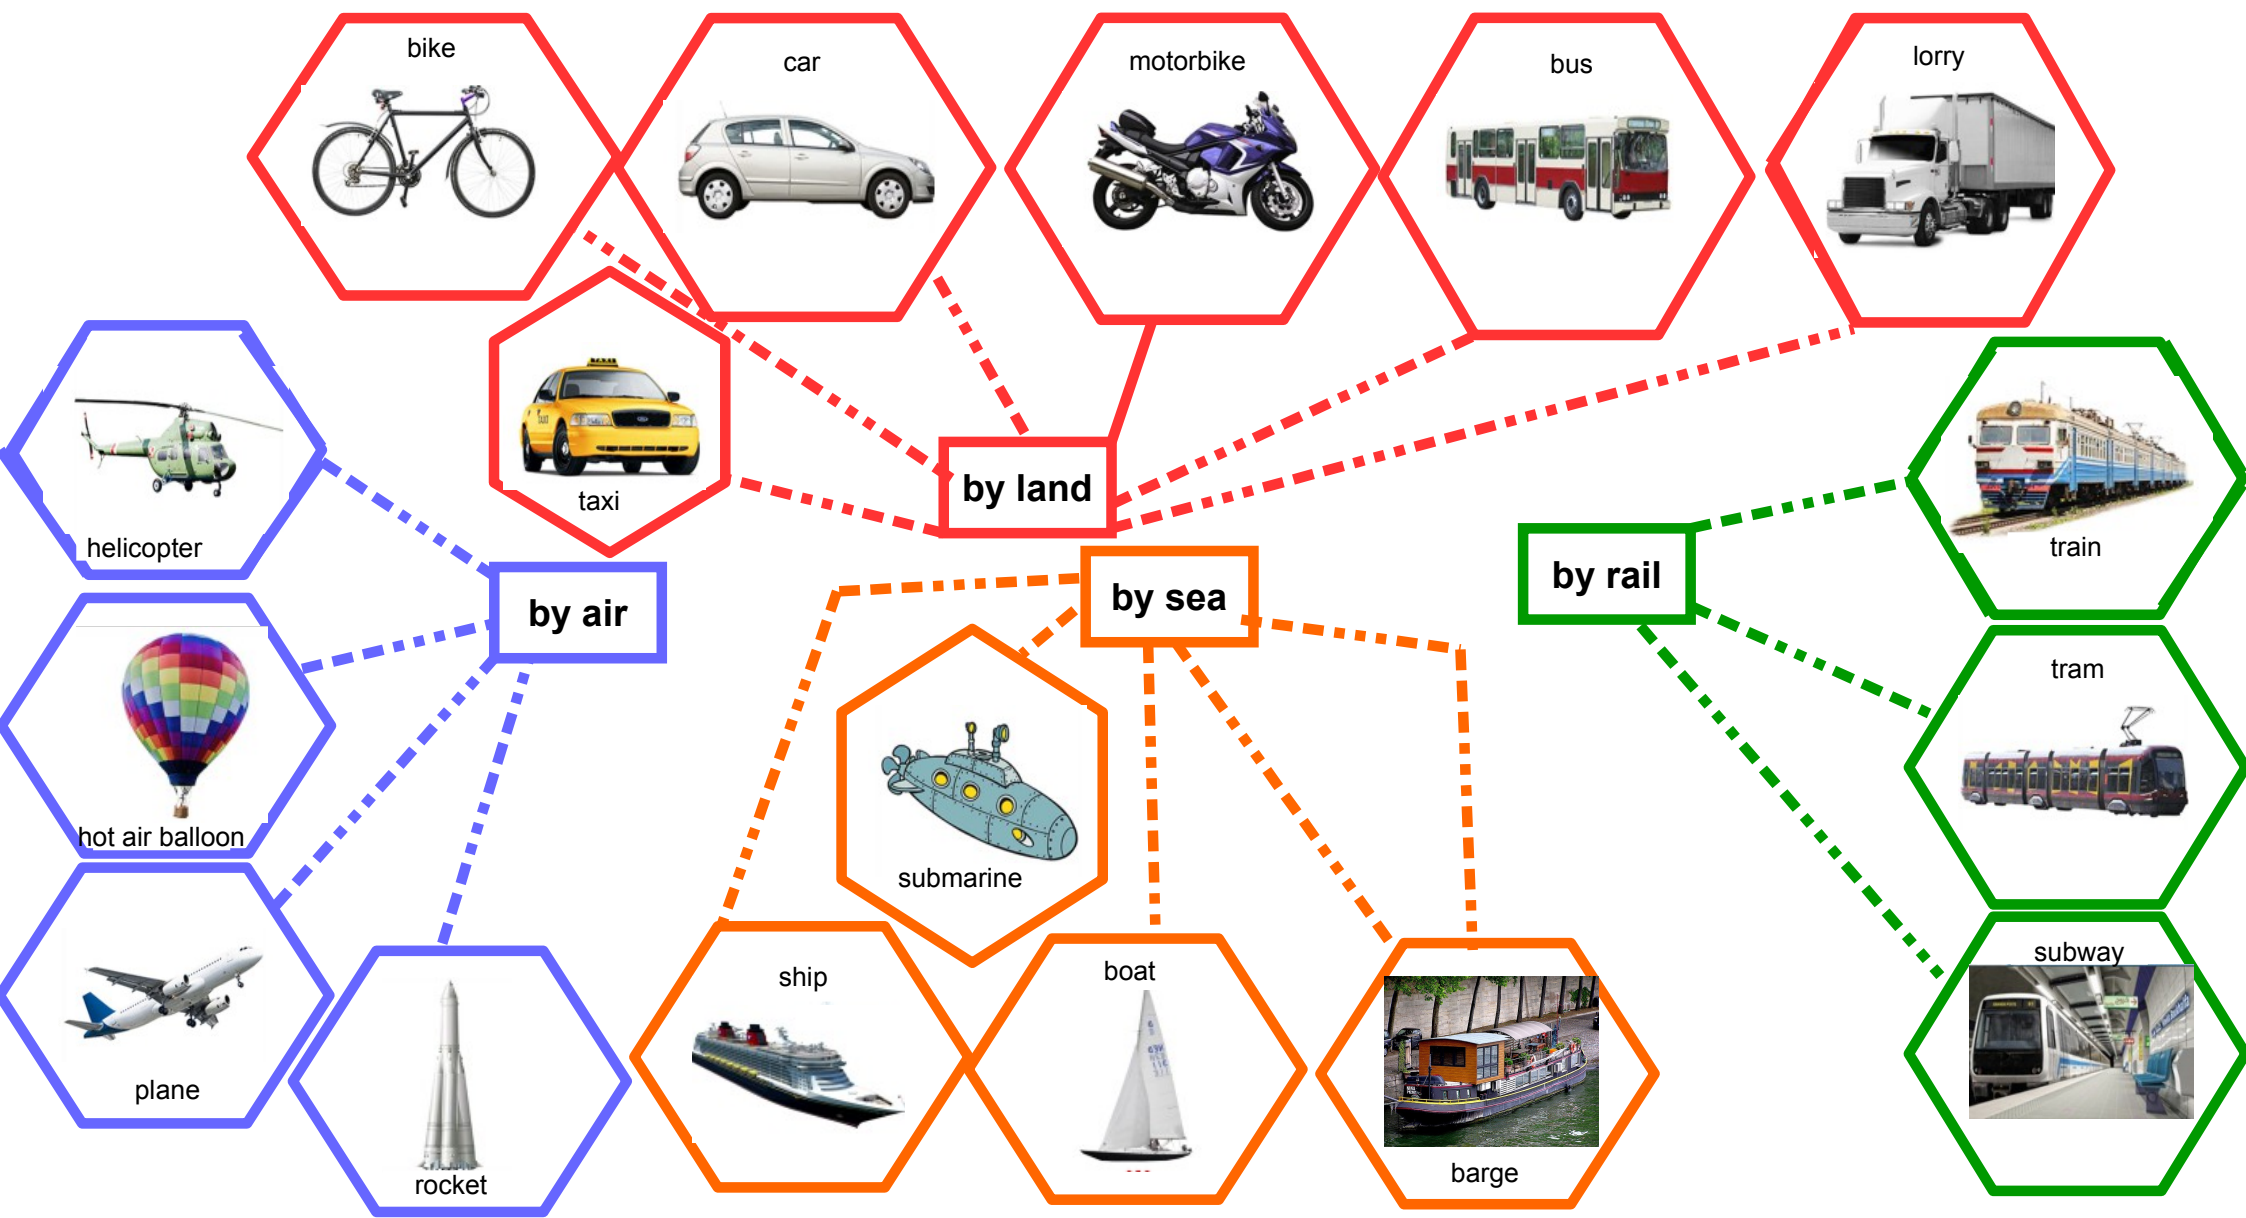 bike
car
motorbike
bus
lorry
taxi
TAXI
helicopter
by land
train
by rail
by air
by sea
tram
hot air balloon
submarine
subway
ship
boat
plane
rocket
barge